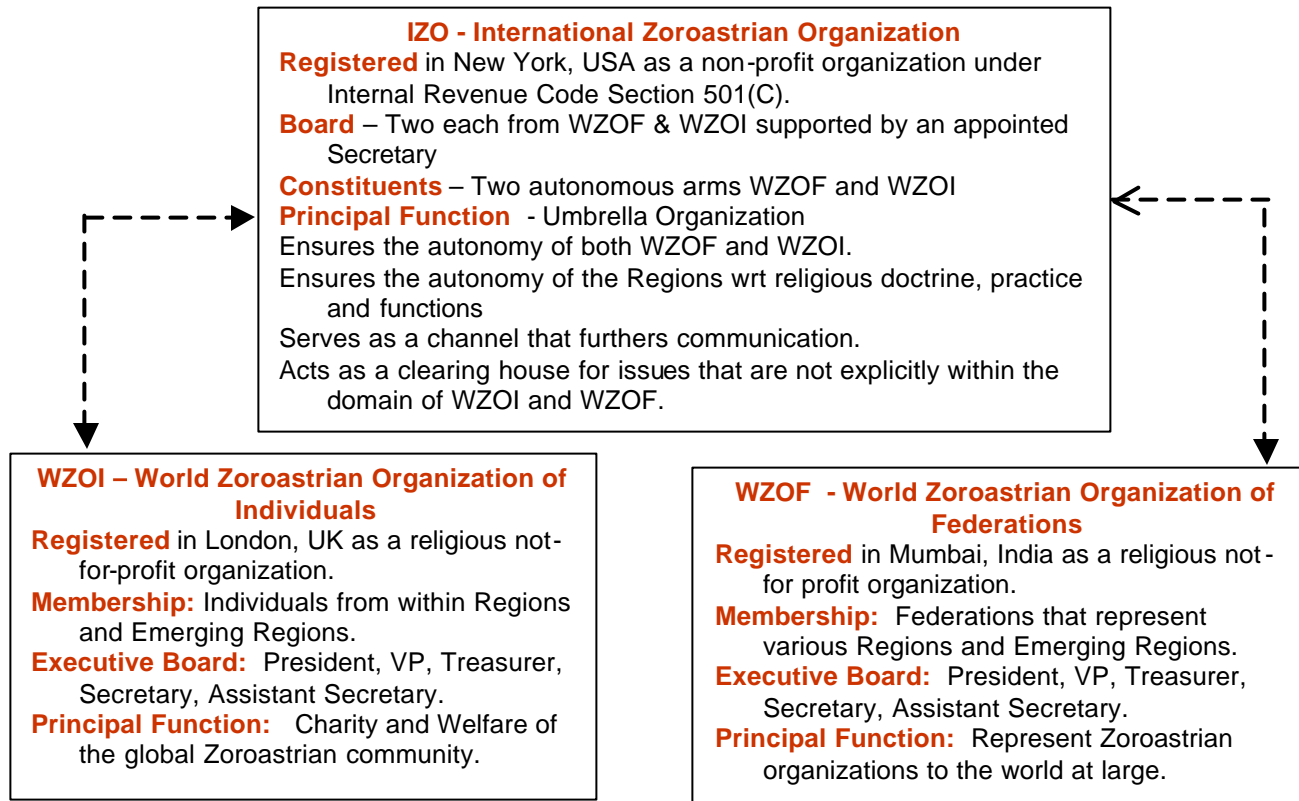 IZO - International Zoroastrian Organization
Registered in New York, USA as a non-profit organization under
Internal Revenue Code Section 501(C).
Board – Two each from WZOF & WZOI supported by an appointed
Secretary
Constituents – Two autonomous arms WZOF and WZOI
Principal Function - Umbrella Organization
Ensures the autonomy of both WZOF and WZOI.
Ensures the autonomy of the Regions wrt religious doctrine, practice
and functions
Serves as a channel that furthers communication.
Acts as a clearing house for issues that are not explicitly within the
domain of WZOI and WZOF.
WZOI – World Zoroastrian Organization of
Individuals
Registered in London, UK as a religious not-
for-profit organization.
Membership: Individuals from within Regions
and Emerging Regions.
Executive Board: President, VP, Treasurer,
Secretary, Assistant Secretary.
Principal Function: Charity and Welfare of
the global Zoroastrian community.
WZOF - World Zoroastrian Organization of
Federations
Registered in Mumbai, India as a religious not-
for profit organization.
Membership: Federations that represent
various Regions and Emerging Regions.
Executive Board: President, VP, Treasurer,
Secretary, Assistant Secretary.
Principal Function: Represent Zoroastrian
organizations to the world at large.